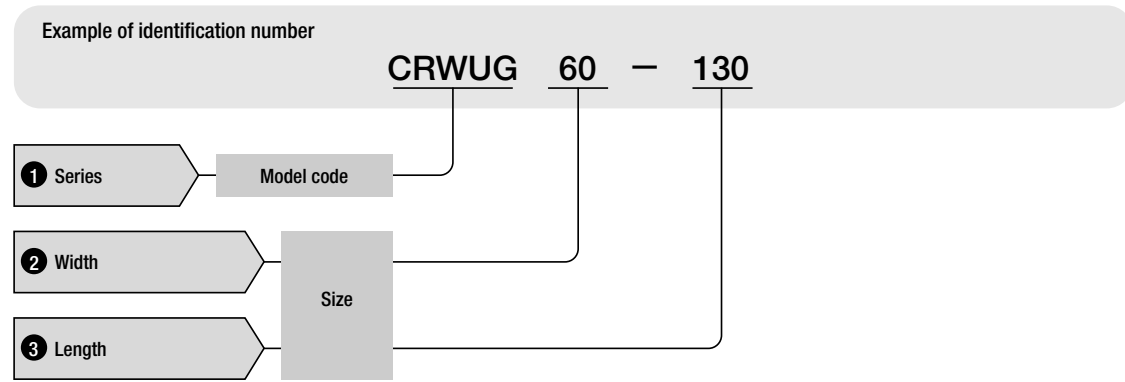 Example of identification number
CRWUG 60 − 130
1 Series
Model code
2 Width
Size
3 Length